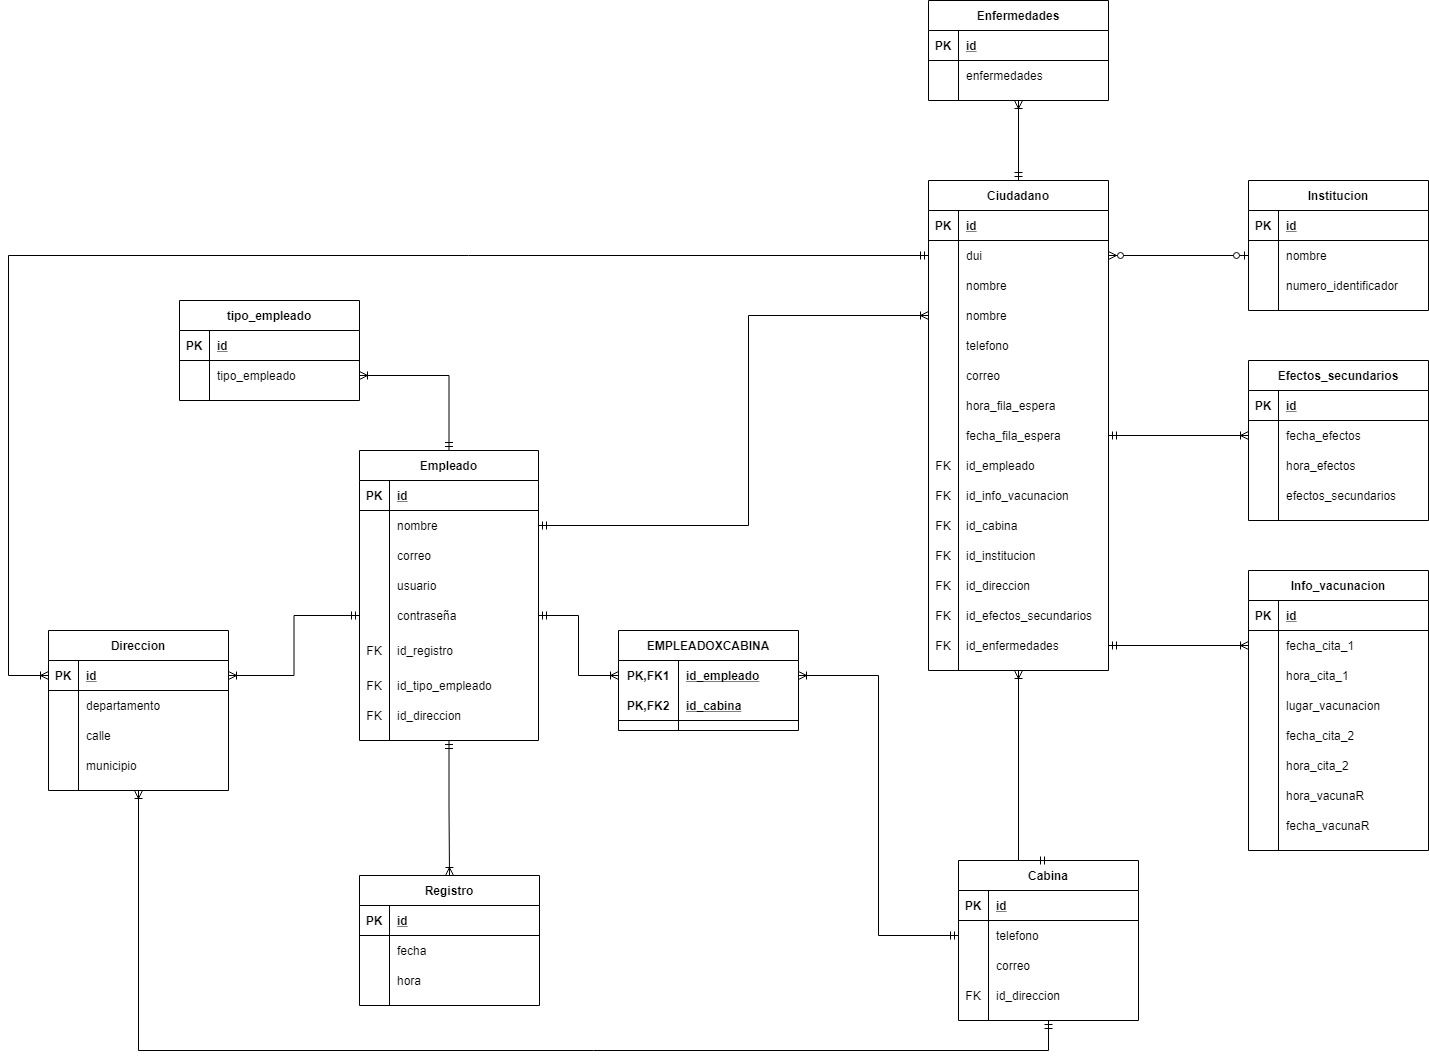 Enfermedades
PK id
enfermedades
Ciudadano
PK id
dui
nombre
nombre
telefono
correo
hora_fila_espera
fecha_fila_espera
FK id_empleado
FK id_info_vacunacion
FK id_cabina
FK id_institucion
FK id_direccion
FK id_efectos_secundarios
FK id_enfermedades
Institucion
PK id
nombre
numero_identificador
tipo_empleado
PK id
tipo_empleado
Efectos_secundarios
PK id
fecha_efectos
hora_efectos
efectos_secundarios
Empleado
PK id
nombre
correo
usuario
contraseña
FK id_registro
FK id_tipo_empleado
FK id_direccion
Info_vacunacion
PK id
fecha_cita_1
hora_cita_1
lugar_vacunacion
fecha_cita_2
hora_cita_2
hora_vacunaR
fecha_vacunaR
Direccion
PK id
departamento
calle
municipio
EMPLEADOXCABINA
PK,FK1 id_empleado
PK,FK2 id_cabina
Registro
PK id
fecha
hora
Cabina
PK id
telefono
correo
FK id_direccion